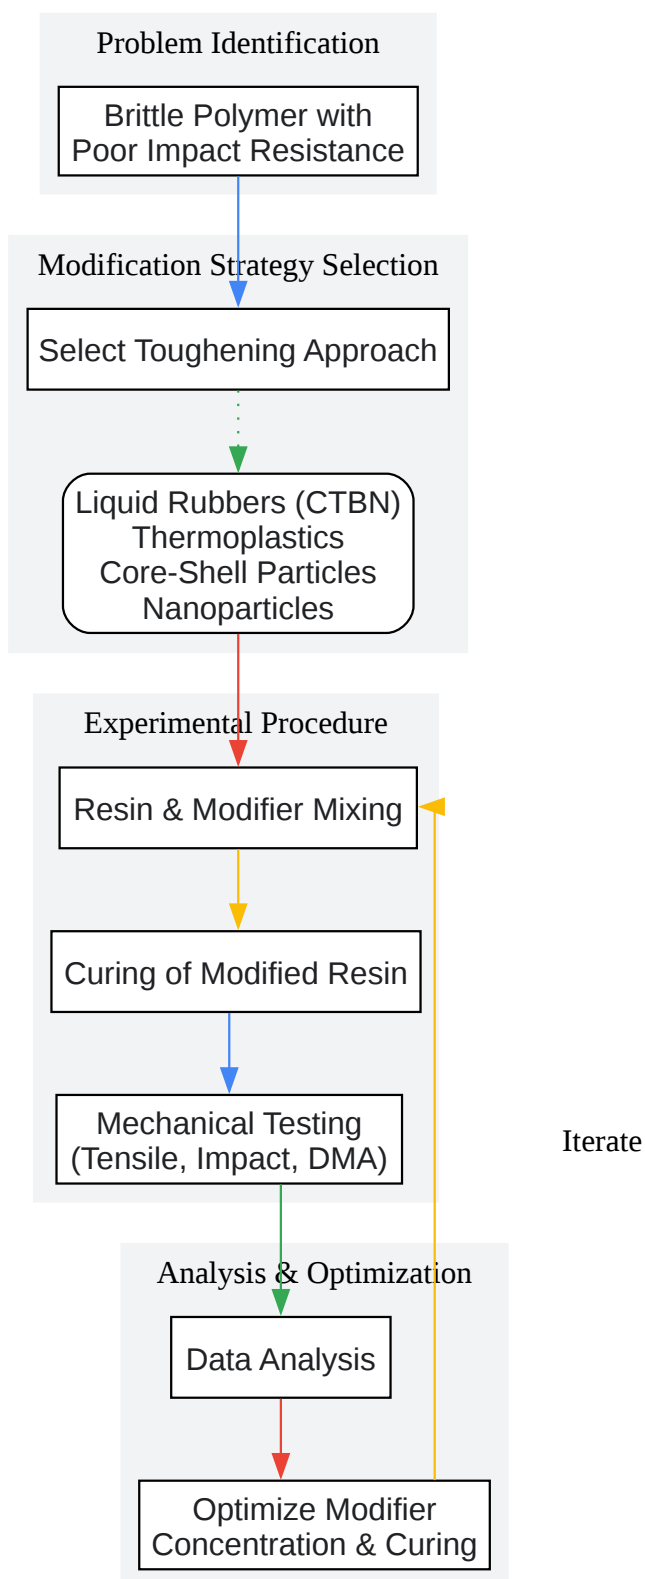 Problem Identification
Brittle Polymer with
Poor Impact Resistance
Modification Strategy Selection
Select Toughening Approach
Liquid Rubbers (CTBN)
Thermoplastics
Core-Shell Particles
Nanoparticles
Experimental Procedure
Resin & Modifier Mixing
Curing of Modified Resin
Mechanical Testing
(Tensile, Impact, DMA)
Iterate
Analysis & Optimization
Data Analysis
Optimize Modifier
Concentration & Curing